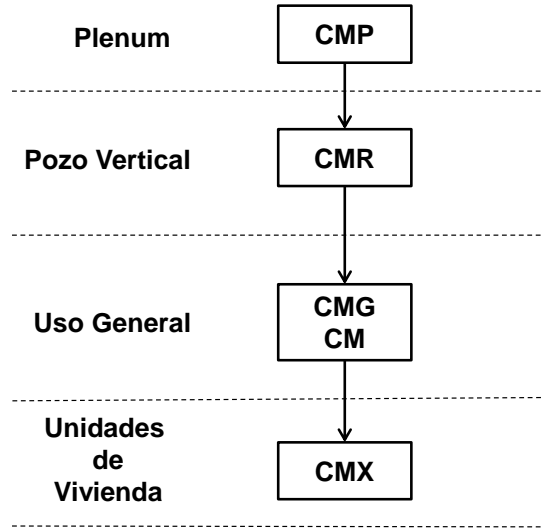 Plenum
CMP
Pozo Vertical
CMR
Uso General
CMG
CM
Unidades
de
Vivienda
CMX